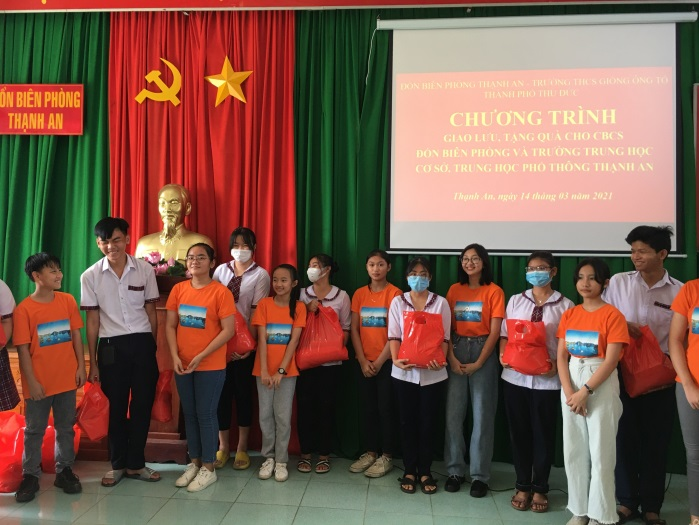 ĐỒN BIÊN PHÒNG
THẠNH AN
ĐỒN BIÊN PHÒNG THẠNH AN - TRƯỜNG THCS GIỒNG ÔNG TỐ
THÀNH PHỐ THỦ ĐỨC
CHƯƠNG TRÌNH
GIAO LƯU, TẶNG QUÀ CHO CBCS
ĐỒN BIÊN PHÒNG VÀ TRƯỜNG TRUNG HỌC
CƠ SỞ, TRUNG HỌC PHỔ THÔNG THẠNH AN
Thạnh An, ngày 14 tháng 03 năm 2021